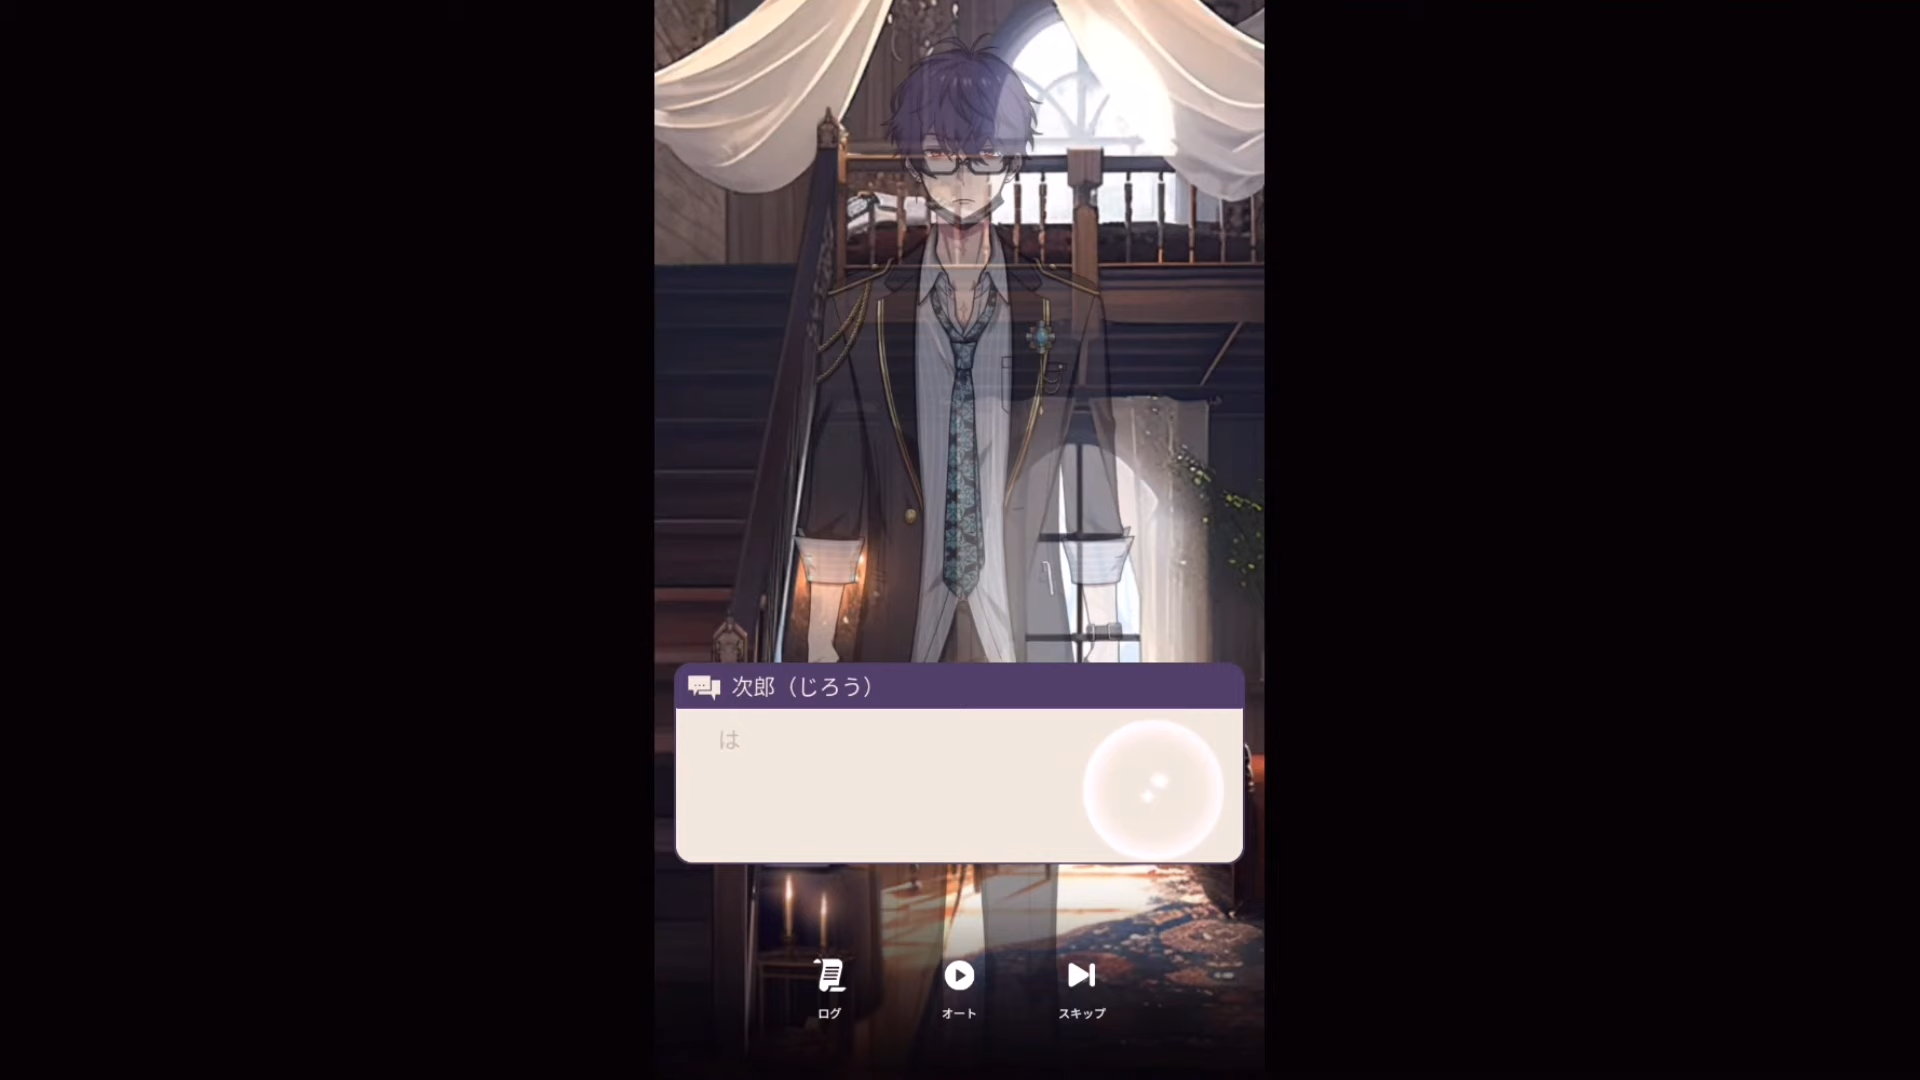 次郎（じろう）
は
ログ
オート
スキップ